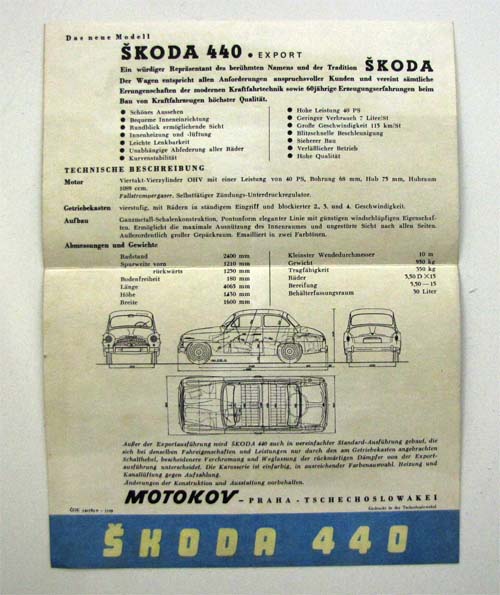 Das neue Modell
ŠKODA 440 • EXPORT
Ein würdiger Repräsentant des berühmten Namens und der Tradition ŠKODA
Der Wagen entspricht allen Anforderungen anspruchsvoller Kunden und vereint sämtliche
Errungenschaften der modernen Kraftfahrtechnik sowie 60jährige Erzeugungserfahrungen beim
Bau von Kraftfahrzeugen höchster Qualität.
● Schönes Aussehen
● Bequeme Inneneinrichtung
● Rundblick ermöglichende Sicht
● Innenheizung und -lüftung
● Leichte Lenkbarkeit
● Unabhängige Abfederung aller Räder
● Kurvenstabilität
● Hohe Leistung 40 PS
● Geringer Verbrauch 7 Liter/St
● Große Geschwindigkeit 115 km/St
● Blitzschnelle Beschleunigung
● Sicherer Bau
● Verläßlicher Betrieb
● Hohe Qualität
TECHNISCHE BESCHREIBUNG
Motor Viertakt-Vierzylinder OHV mit einer Leistung von 40 PS, Bohrung 68 mm, Hub 75 mm, Hubraum
1089 ccm.
Fallstromvergaser. Selbsttätiger Zündungs-Unterdruckregulator.
Getriebekasten vierstufig, mit Rädern in ständigem Eingriff und blockierter 2., 3. und 4. Geschwindigkeit.
Aufbau Ganzmetall-Schalenkonstruktion, Pontonform eleganter Linie mit günstigen windschlüpfigen Eigenschaf-
ten. Ermöglicht die maximale Ausnützung des Innenraumes und ungestörte Sicht nach allen Seiten.
Außerordentlich großer Gepäckraum. Emailliert in zwei Farbtönen.
Abmessungen und Gewichte
Radstand 2400 mm
Spurweite vorn 1210 mm
rückwärts 1250 mm
Bodenfreiheit 180 mm
Länge 4065 mm
Höhe 1430 mm
Breite 1600 mm
Kleinster Wendedurchmesser 10 m
Gewicht 930 kg
Tragfähigkeit 350 kg
Räder 3,50 D×15
Bereifung 5,50—15
Behälterfassungsraum 30 Liter
Außer der Exportausführung wird ŠKODA 440 auch in vereinfachter Standard-Ausführung gebaut, die
sich bei denselben Fahreigenschaften und Leistungen nur durch den am Getriebekasten angebrachten
Schalthebel, bescheidenere Verchromung und Weglassung der rückwärtigen Dämpfer von der Export-
ausführung unterscheidet. Die Karosserie ist einfarbig, in ausreichender Farbenauswahl. Heizung und
Kanallüftung gegen Aufzahlung.
Änderungen der Konstruktion und Ausstattung vorbehalten.
MOTOKOV – PRAHA - TSCHECHOSLOWAKEI
Gedruckt in der Tschechoslowakei
ŠKODA 440